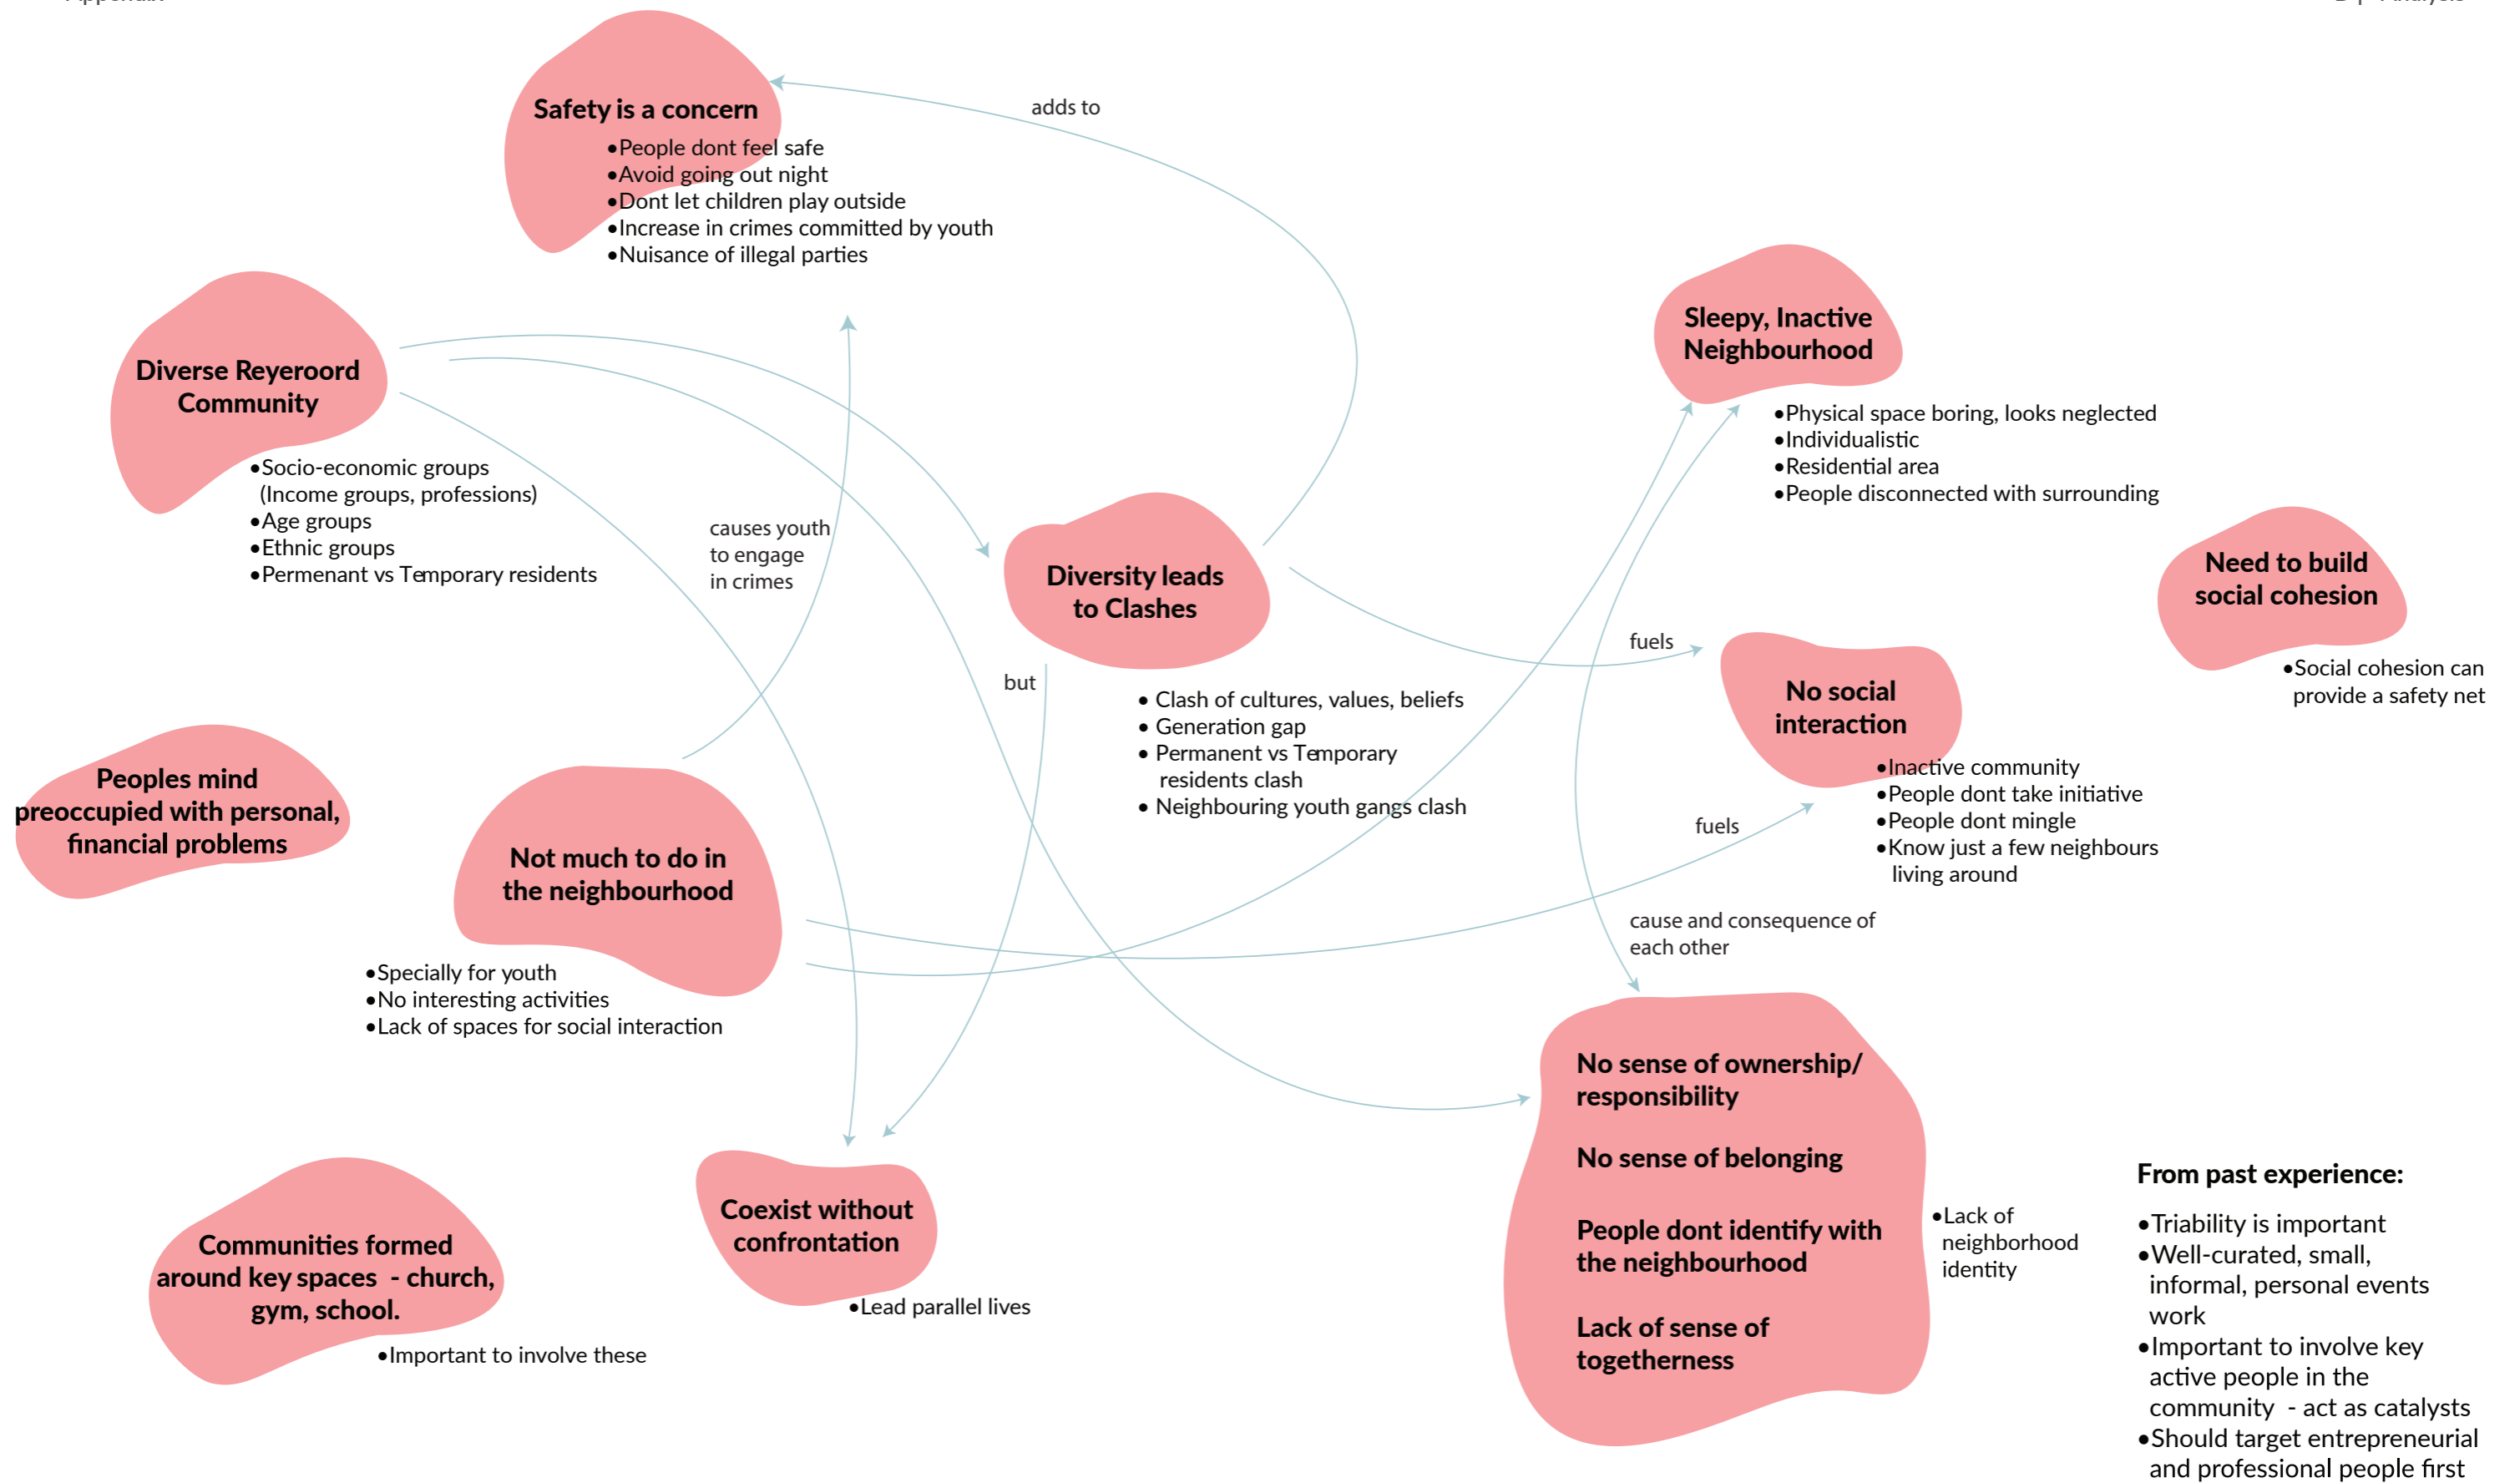 Safety is a concern
•People dont feel safe
•Avoid going out night
•Dont let children play outside
•Increase in crimes committed by youth
•Nuisance of illegal parties
adds to
Diverse Reyeroord
Community
•Socio-economic groups
(Income groups, professions)
•Age groups
•Ethnic groups
•Permenant vs Temporary residents
causes youth
to engage
in crimes
Sleepy, Inactive
Neighbourhood
•Physical space boring, looks neglected
•Individualistic
•Residential area
•People disconnected with surrounding
Diversity leads
to Clashes
• Clash of cultures, values, beliefs
• Generation gap
• Permanent vs Temporary
residents clash
• Neighbouring youth gangs clash
but
fuels
Need to build
social cohesion
•Social cohesion can
provide a safety net
No social
interaction
•Inactive community
•People dont take initiative
•People dont mingle
•Know just a few neighbours
living around
fuels
Peoples mind
preoccupied with personal,
financial problems
Not much to do in
the neighbourhood
•Specially for youth
•No interesting activities
•Lack of spaces for social interaction
cause and consequence of
each other
No sense of ownership/
responsibility
No sense of belonging
People dont identify with
the neighbourhood
Lack of sense of
togetherness
•Lack of
neighborhood
identity
Communities formed
around key spaces - church,
gym, school.
•Important to involve these
Coexist without
confrontation
•Lead parallel lives
From past experience:
•Triability is important
•Well-curated, small,
informal, personal events
work
•Important to involve key
active people in the
community - act as catalysts
•Should target entrepreneurial
and professional people first